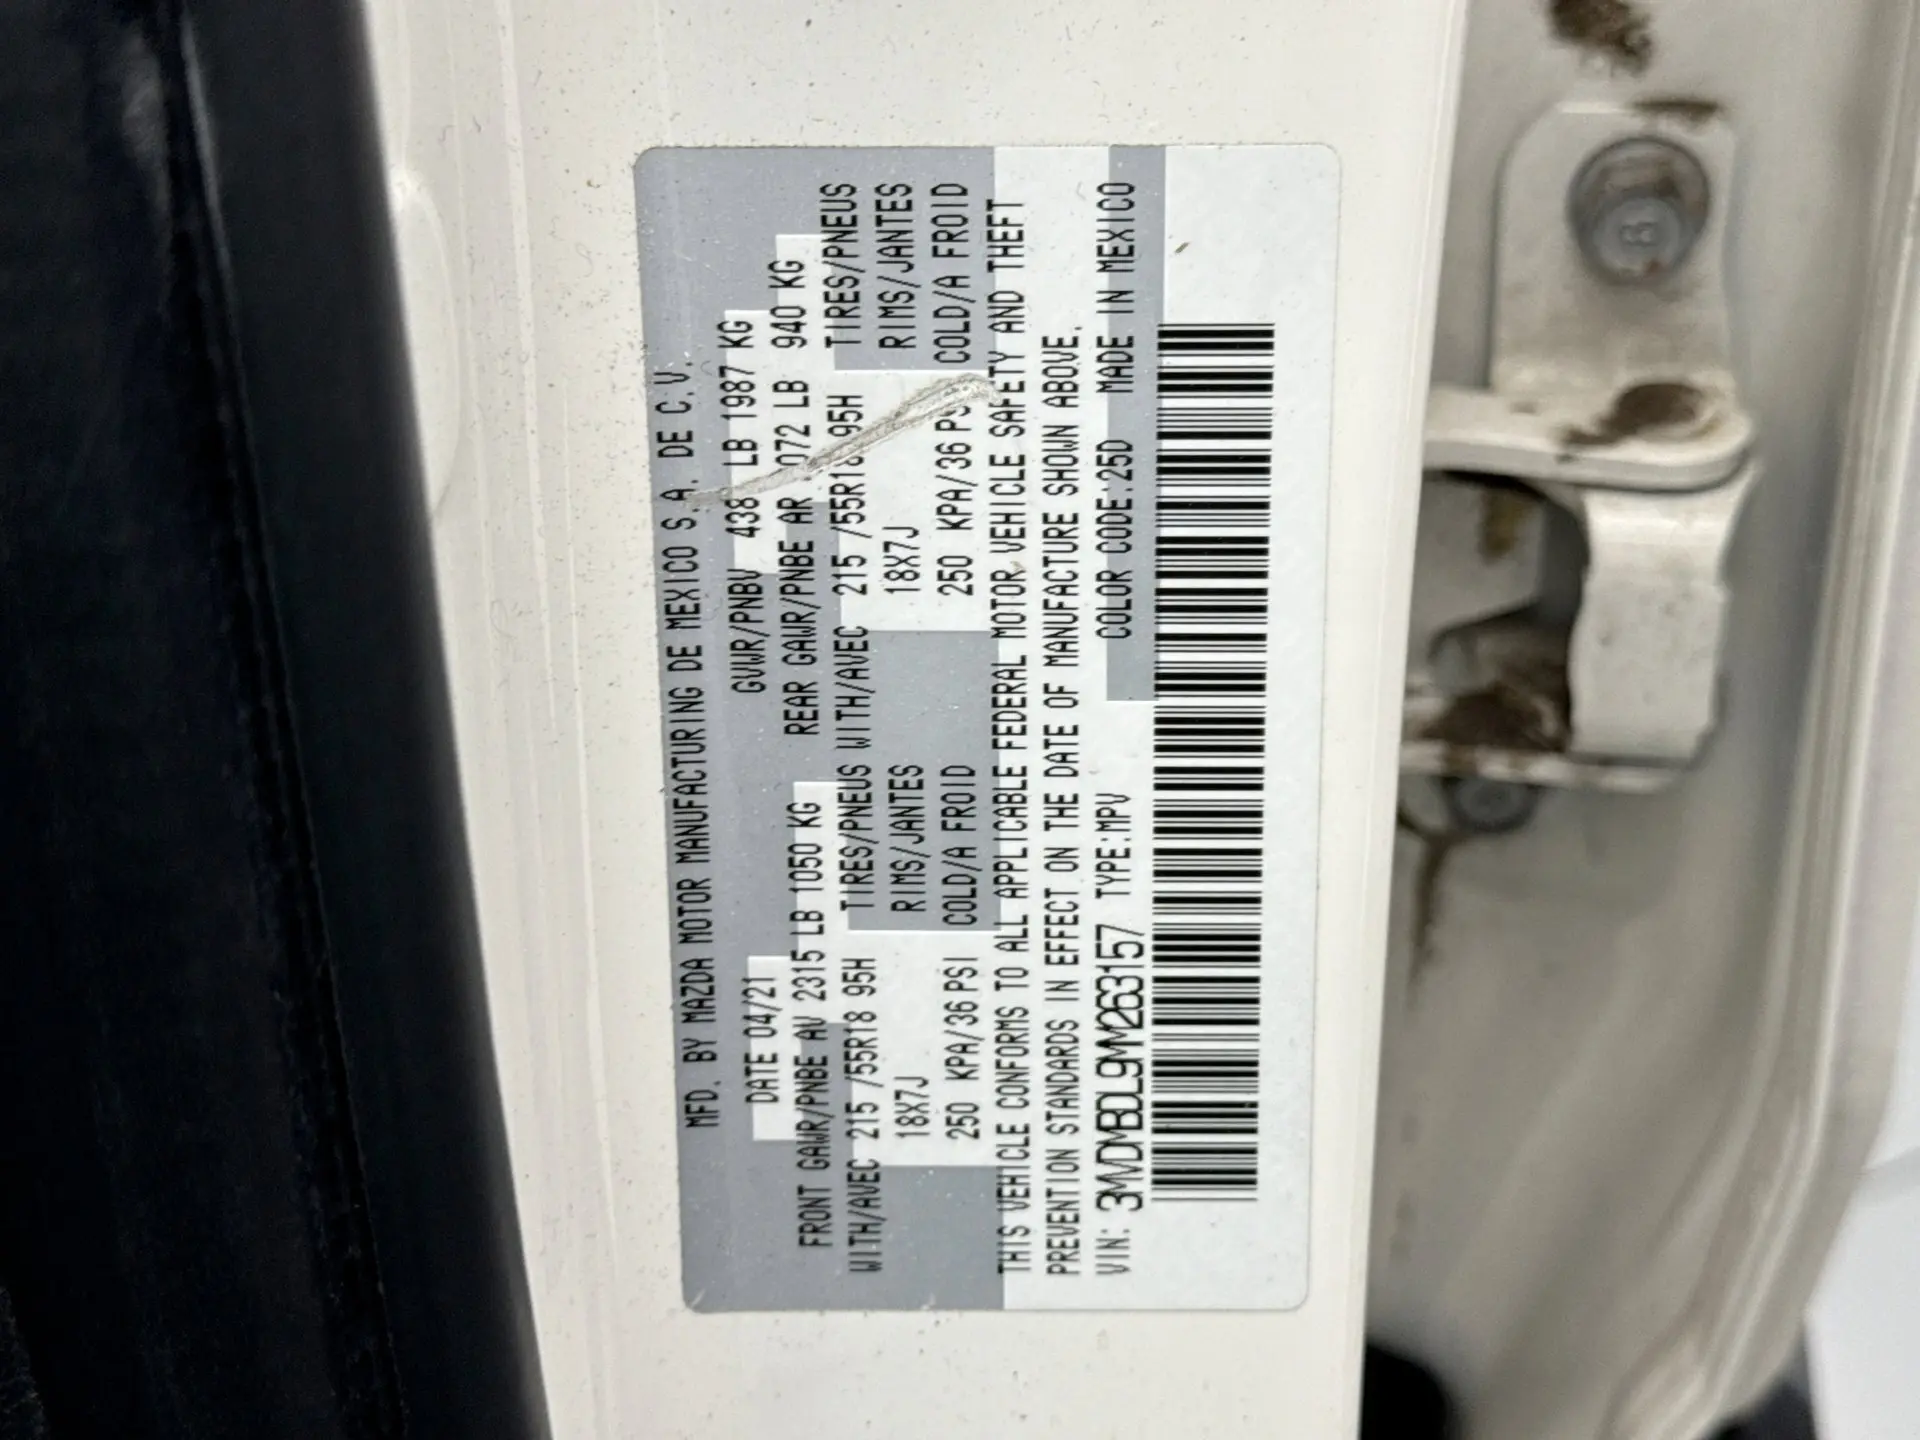 MFD. BY MAZDA MOTOR MANUFACTURING DE MEXICO S.A. DE C.V.
DATE 04/21 GVWR/PNBV 438 LB 1987 KG
FRONT GAWR/PNBE AV 2315 LB 1050 KG REAR GAWR/PNBE AR 072 LB 940 KG
WITH/AVEC 215 /55R18 95H TIRES/PNEUS WITH/AVEC 215 /55R18 95H TIRES/PNEUS
18X7J RIMS/JANTES 18X7J RIMS/JANTES
250 KPA/36 PSI COLD/A FROID 250 KPA/36 PS COLD/A FROID
THIS VEHICLE CONFORMS TO ALL APPLICABLE FEDERAL MOTOR VEHICLE SAFETY AND THEFT
PREVENTION STANDARDS IN EFFECT ON THE DATE OF MANUFACTURE SHOWN ABOVE.
VIN: 3MVDMBDL9MM263157 TYPE:MPV COLOR CODE:25D MADE IN MEXICO
8